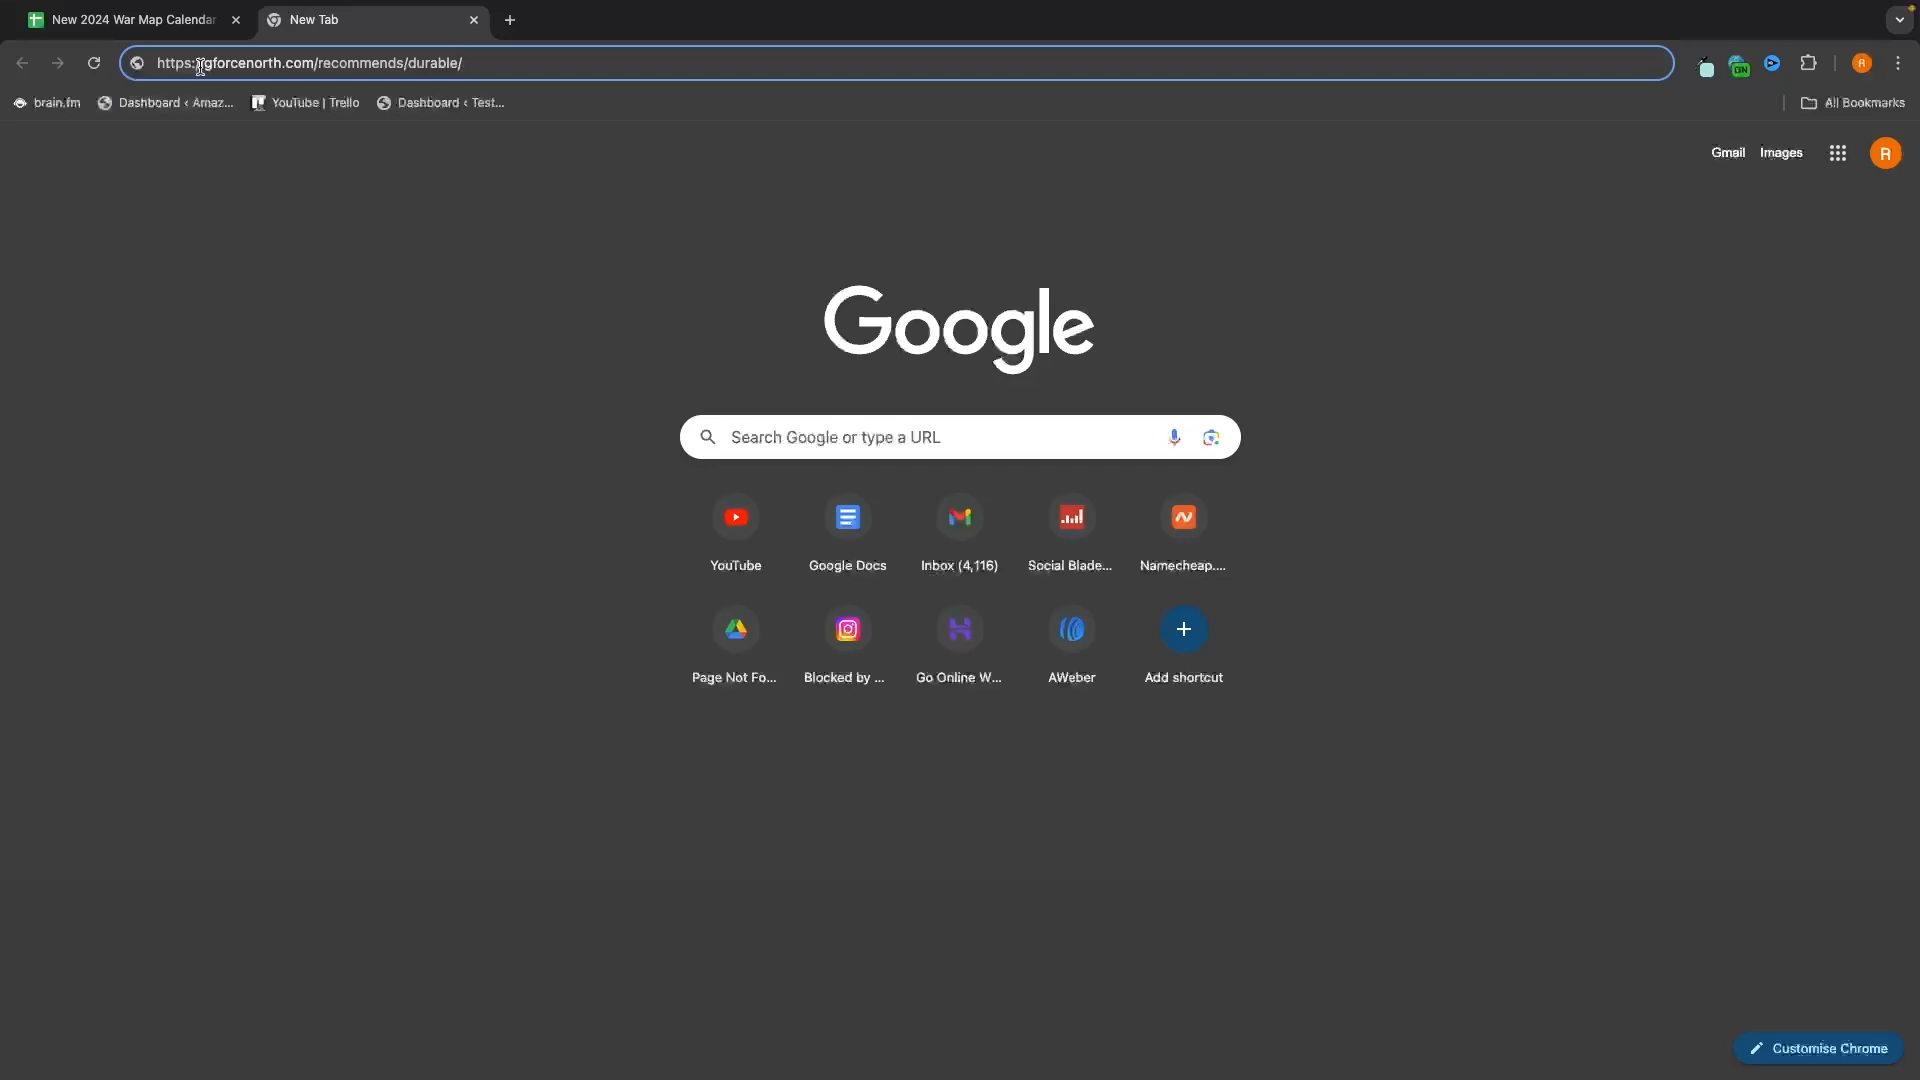 New 2024 War Map Calendar
New Tab
https://gforcenorth.com/recommends/durable/
ON
R
brain.fm
Dashboard ‹ Amaz...
YouTube | Trello
Dashboard ‹ Test...
All Bookmarks
Gmail
Images
R
Google
Search Google or type a URL
YouTube
Google Docs
Inbox (4,116)
Social Blade...
Namecheap....
Page Not Fo...
Blocked by ...
Go Online W...
AWeber
Add shortcut
Customise Chrome